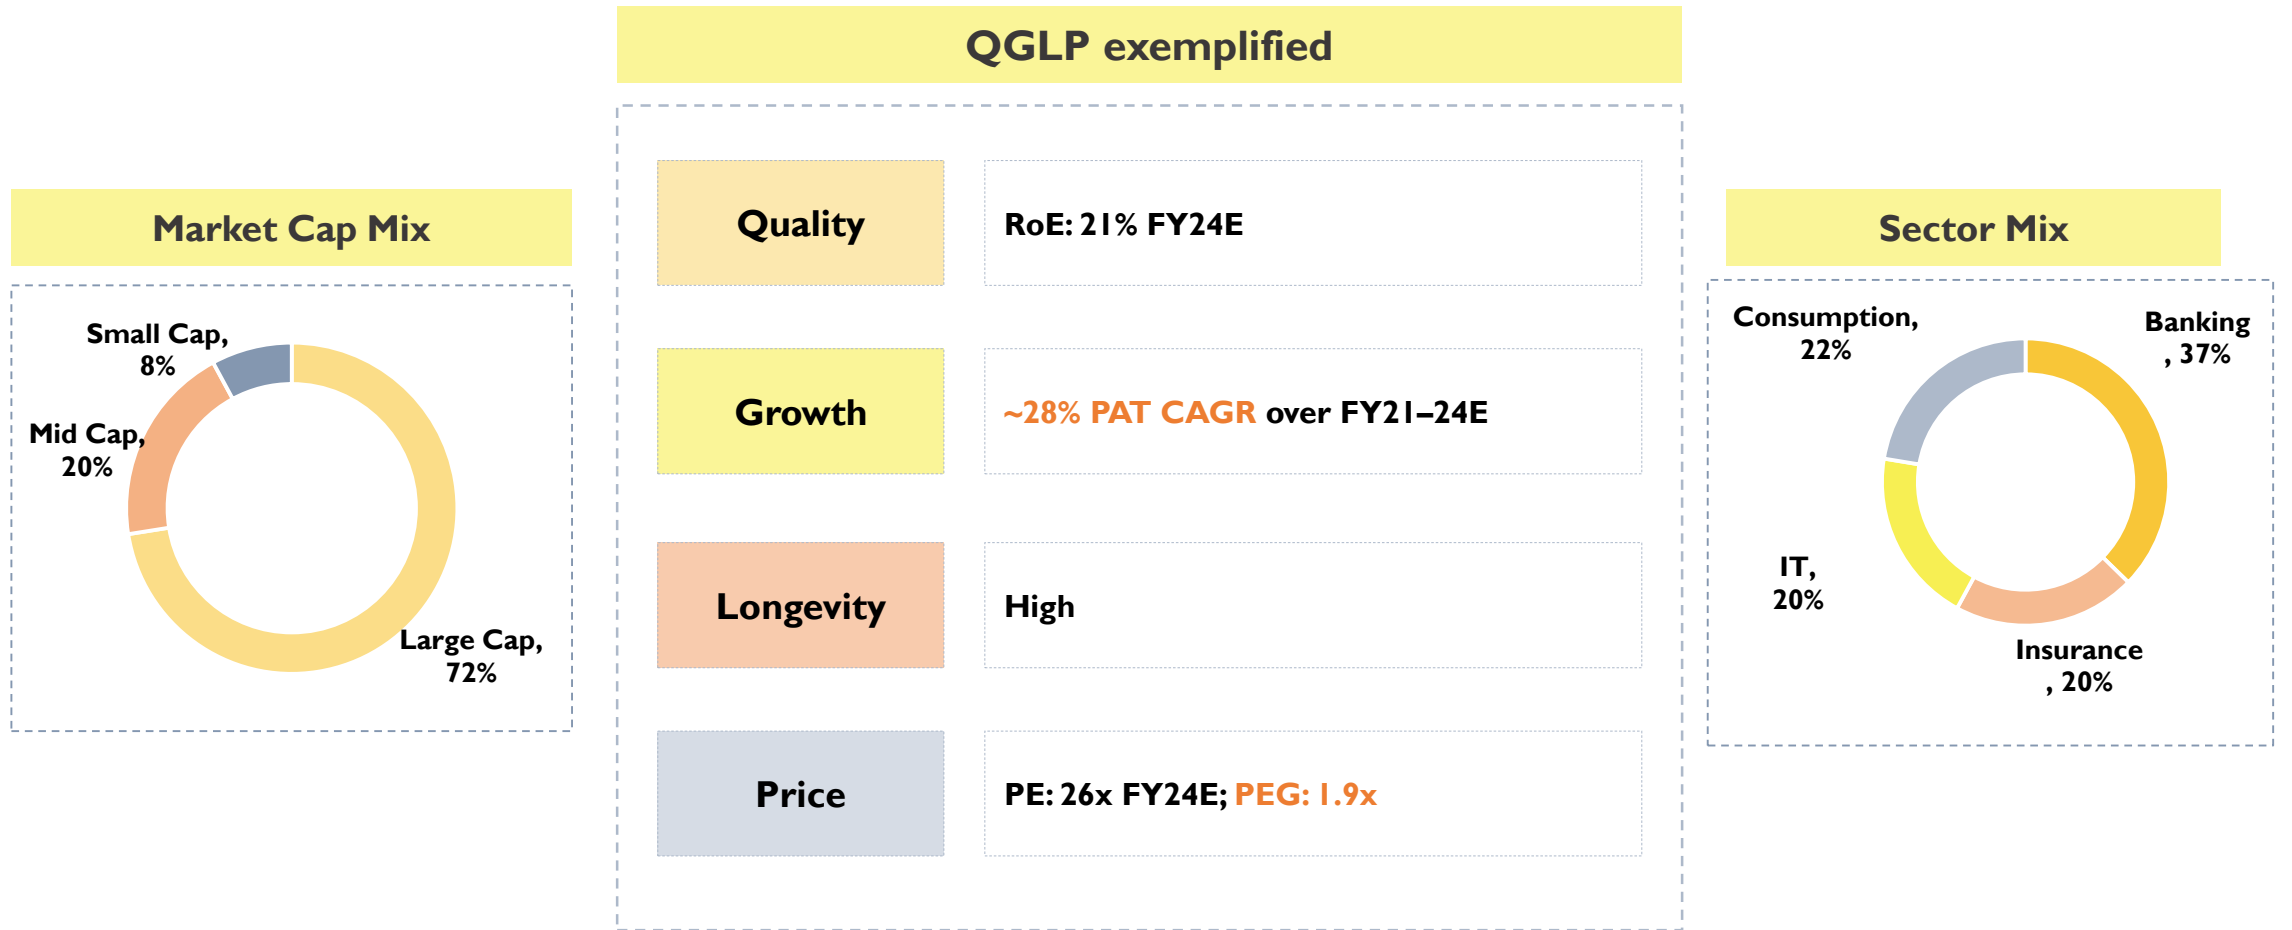 QGLP exemplified
Market Cap Mix
Small Cap,
8%
Mid Cap,
20%
Large Cap,
72%
Quality
RoE: 21% FY24E
Growth
~28% PAT CAGR over FY21–24E
Longevity
High
Price
PE: 26x FY24E; PEG: 1.9x
Sector Mix
Consumption,
22%
Banking
, 37%
IT,
20%
Insurance
, 20%